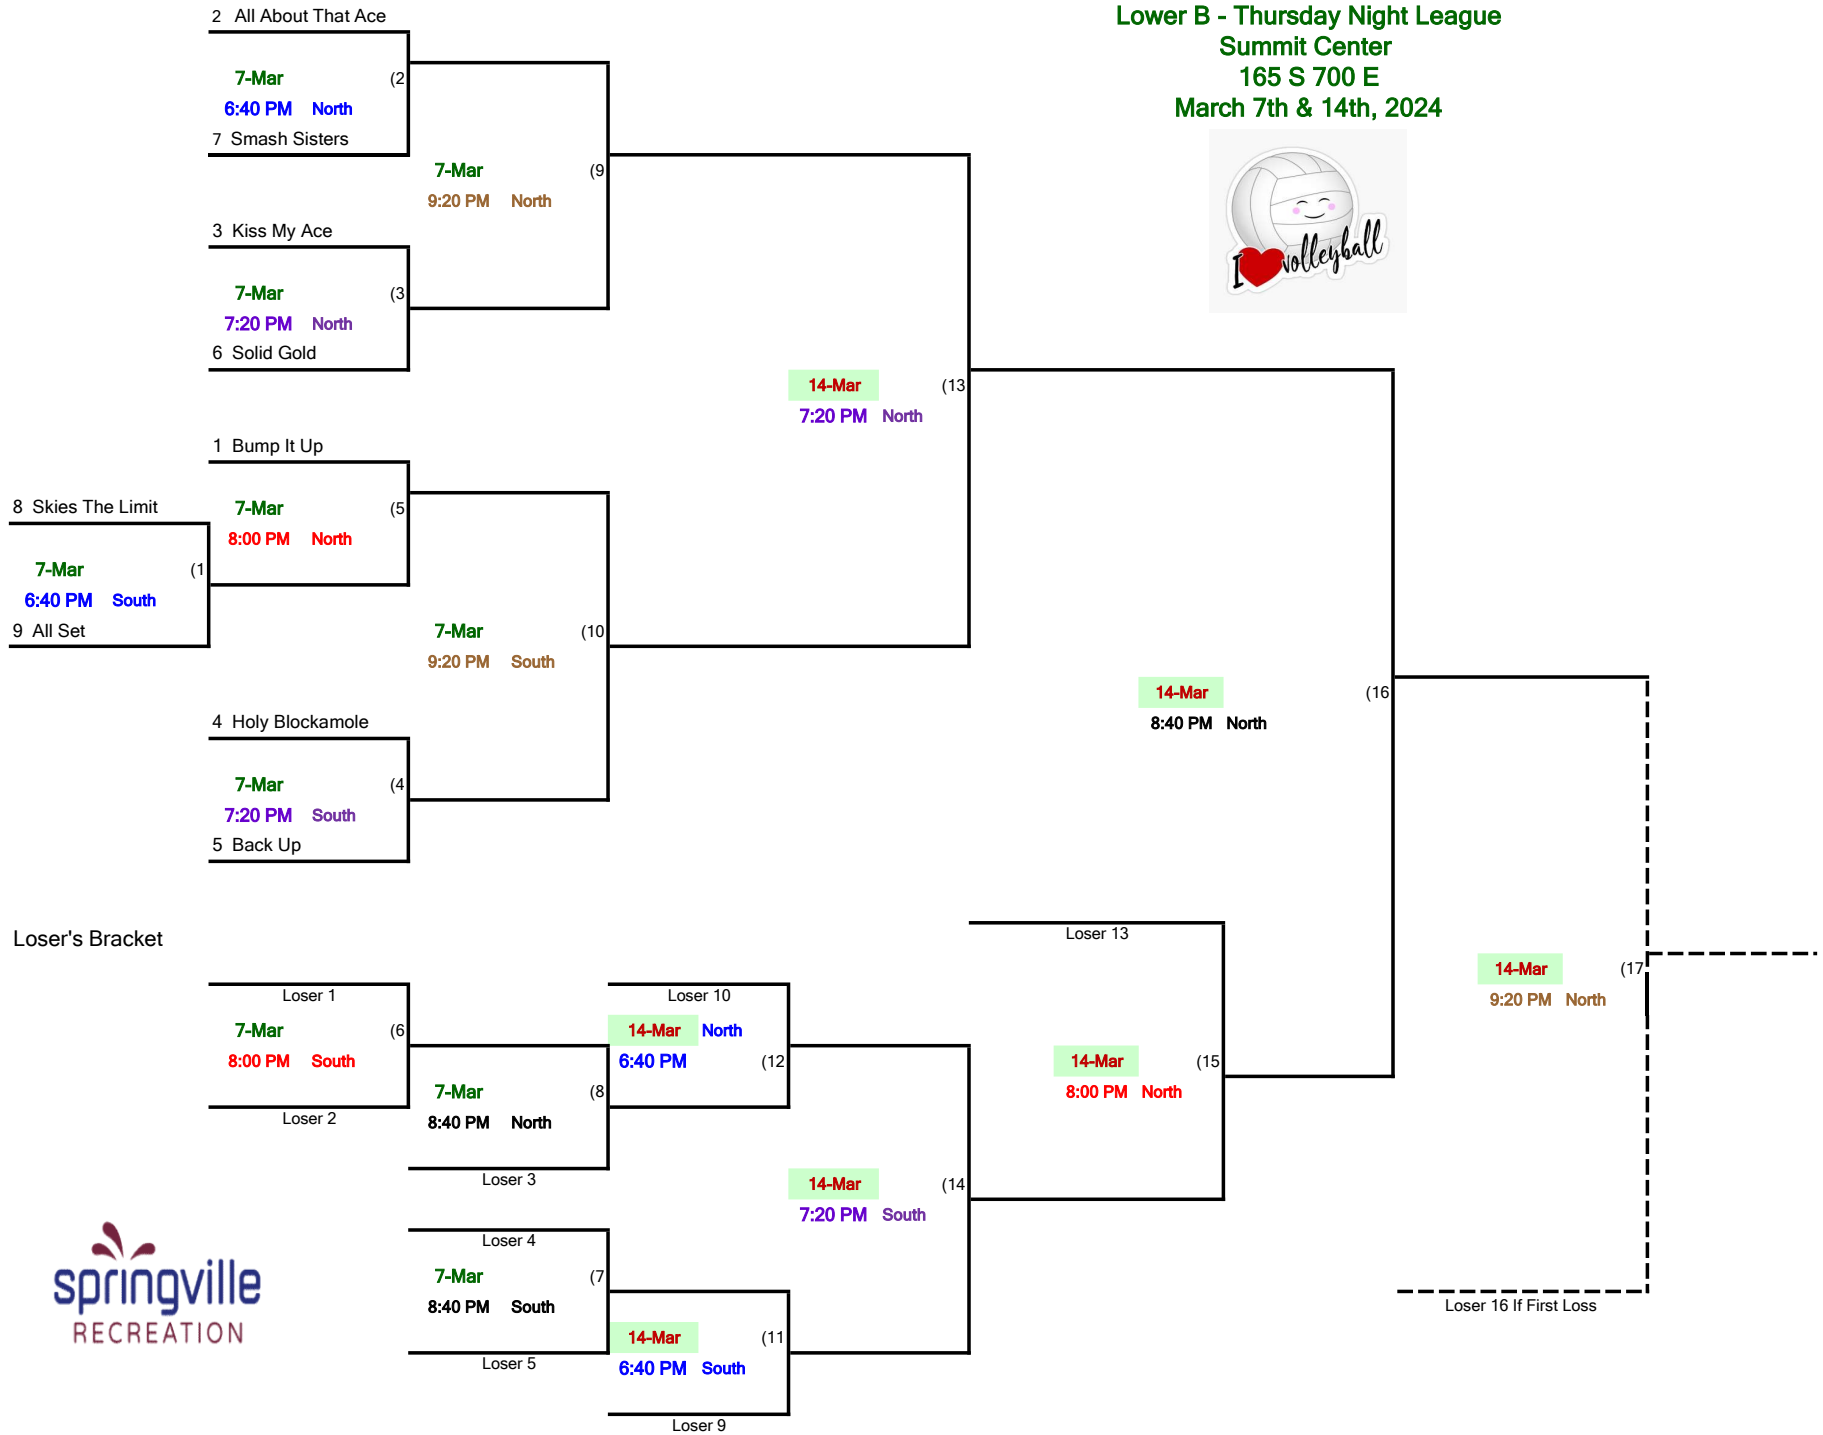 2 All About That Ace
Lower B - Thursday Night League
Summit Center
165 S 700 E
March 7th & 14th, 2024
7-Mar (2
6:40 PM North
7 Smash Sisters
7-Mar (9
9:20 PM North
I volleyball
3 Kiss My Ace
7-Mar (3
7:20 PM North
6 Solid Gold
14-Mar (13
7:20 PM North
1 Bump It Up
7-Mar (5
8:00 PM North
8 Skies The Limit
7-Mar (1
6:40 PM South
9 All Set
7-Mar (10
9:20 PM South
14-Mar (16
8:40 PM North
4 Holy Blockamole
7-Mar (4
7:20 PM South
5 Back Up
Loser's Bracket
Loser 13
14-Mar (17
9:20 PM North
Loser 1
7-Mar (6
8:00 PM South
Loser 2
Loser 10
14-Mar North
6:40 PM (12
14-Mar (15
8:00 PM North
7-Mar (8
8:40 PM North
Loser 3
14-Mar (14
7:20 PM South
Loser 4
7-Mar (7
8:40 PM South
Loser 5
14-Mar (11
6:40 PM South
Loser 9
Loser 16 If First Loss
springville
RECREATION